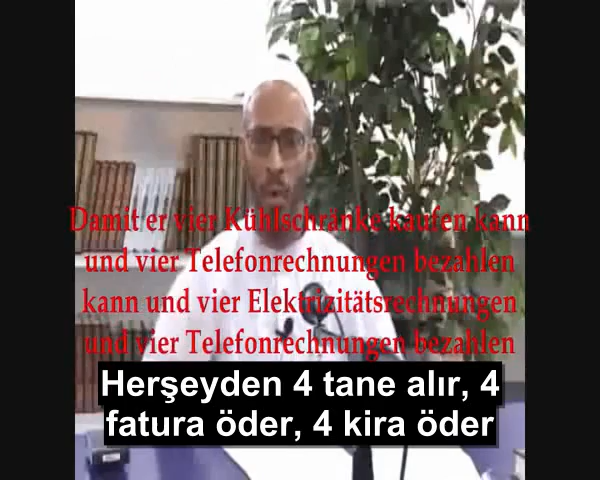 Damit er vier Kühlschränke kaufen kann
und vier Telefonrechnungen bezahlen
kann und vier Elektrizitätsrechnungen
und vier Telefonrechnungen bezahlen
Herşeyden 4 tane alır, 4
fatura öder, 4 kira öder